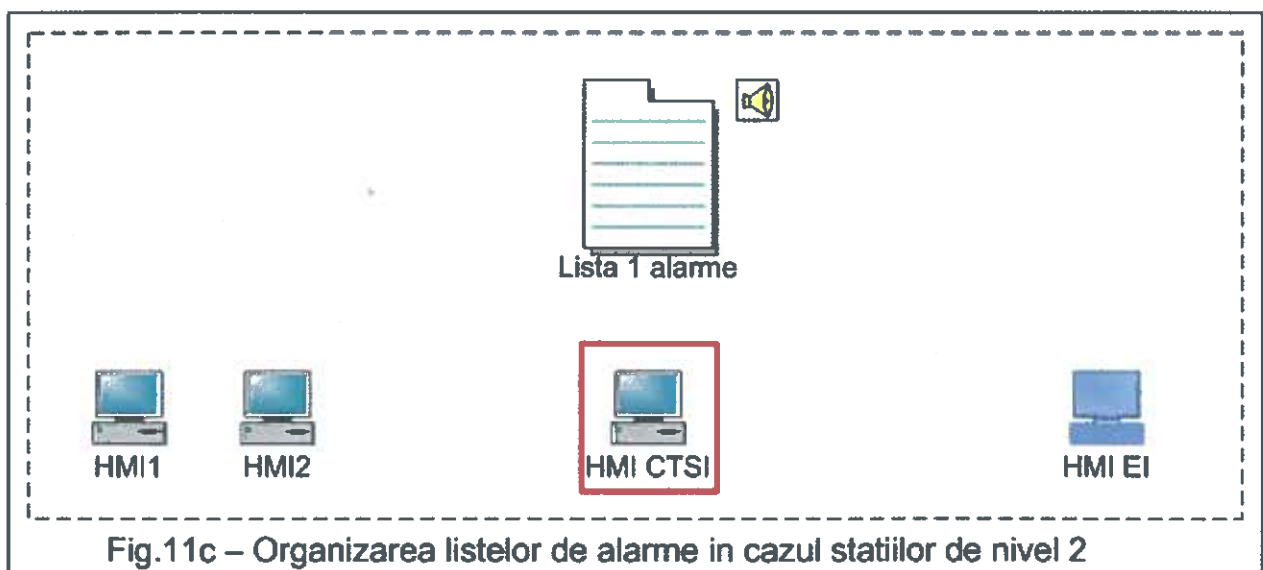 Lista 1 alarme
HMI1 HMI2 HMI CTSI HMI EI
Fig.11c – Organizarea listelor de alarme in cazul statiilor de nivel 2